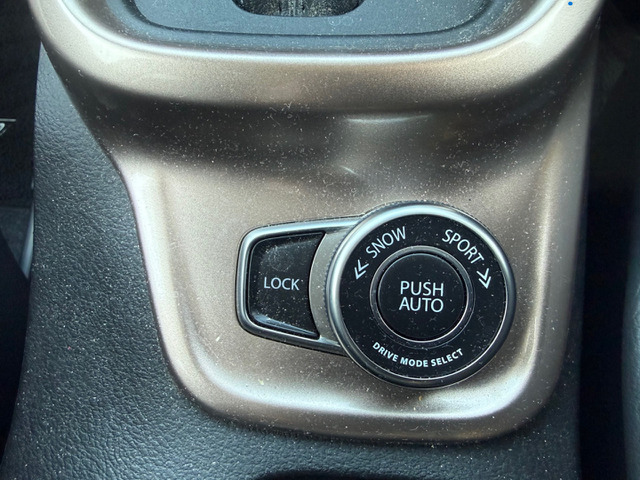 SNOW
SPORT
LOCK
PUSH
AUTO
DRIVE MODE SELECT